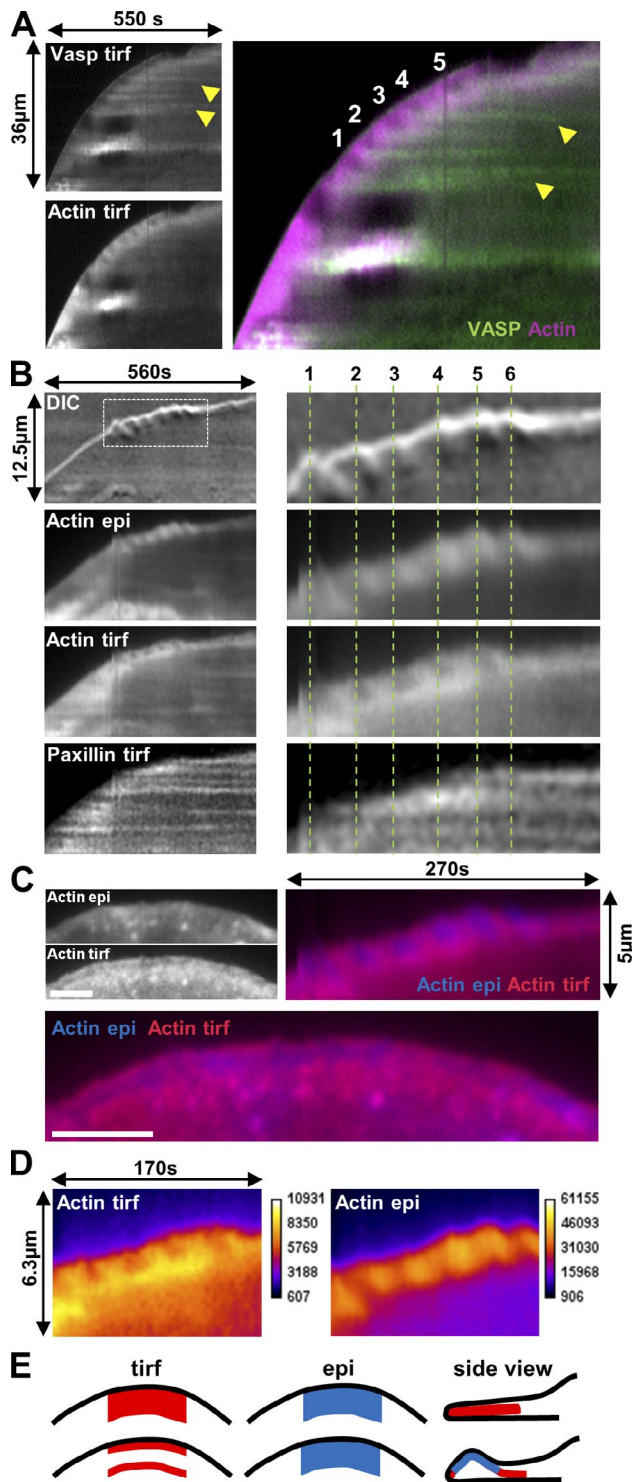 A
550 s
Vasp tirf
36µm
Actin tirf
1 2 3 4 5
VASP Actin
B
560s
1 2 3 4 5 6
DIC
12.5µm
Actin epi
Actin tirf
Paxillin tirf
C
Actin epi
Actin tirf
270s
5µm
Actin epi Actin tirf
Actin epi Actin tirf
D
170s
6.3µm
Actin tirf
10931
8350
5769
3188
607
Actin epi
61155
46093
31030
15968
906
E
tirf epi side view